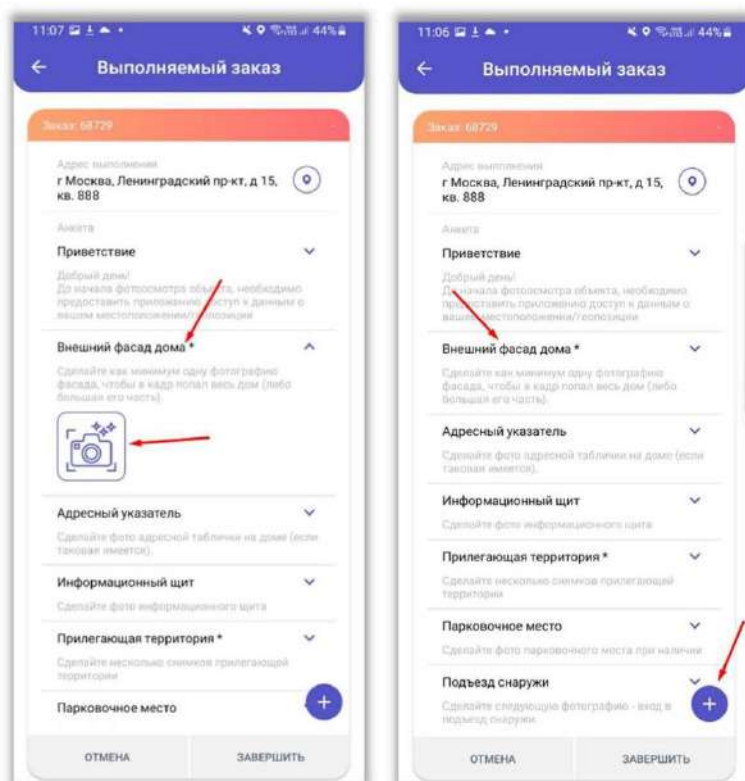 11:07
44%
Выполняемый заказ
Заказ: 68729
Адрес выполнения
г Москва, Ленинградский пр-кт, д 15,
кв. 888
Анкета
Приветствие
Добрый день!
До начала фотоосмотра объекта, необходимо
предоставить приложению доступ к данным о
вашем местоположении/геопозиции
Внешний фасад дома *
Сделайте как минимум одну фотографию
фасада, чтобы в кадр попал весь дом (либо
большая его часть).
Адресный указатель
Сделайте фото адресной таблички на доме (если
таковая имеется).
Информационный щит
Сделайте фото информационного щита
Прилегающая территория *
Сделайте несколько снимков прилегающей
территории
Парковочное место
+
ОТМЕНА
ЗАВЕРШИТЬ
11:06
44%
Выполняемый заказ
Заказ: 68729
Адрес выполнения
г Москва, Ленинградский пр-кт, д 15,
кв. 888
Анкета
Приветствие
Добрый день!
До начала фотоосмотра объекта, необходимо
предоставить приложению доступ к данным о
вашем местоположении/геопозиции
Внешний фасад дома *
Сделайте как минимум одну фотографию
фасада, чтобы в кадр попал весь дом (либо
большая его часть).
Адресный указатель
Сделайте фото адресной таблички на доме (если
таковая имеется).
Информационный щит
Сделайте фото информационного щита
Прилегающая территория *
Сделайте несколько снимков прилегающей
территории
Парковочное место
Сделайте фото парковочного места при наличии
Подъезд снаружи
Сделайте следующую фотографию - вход в
подъезд снаружи.
+
ОТМЕНА
ЗАВЕРШИТЬ